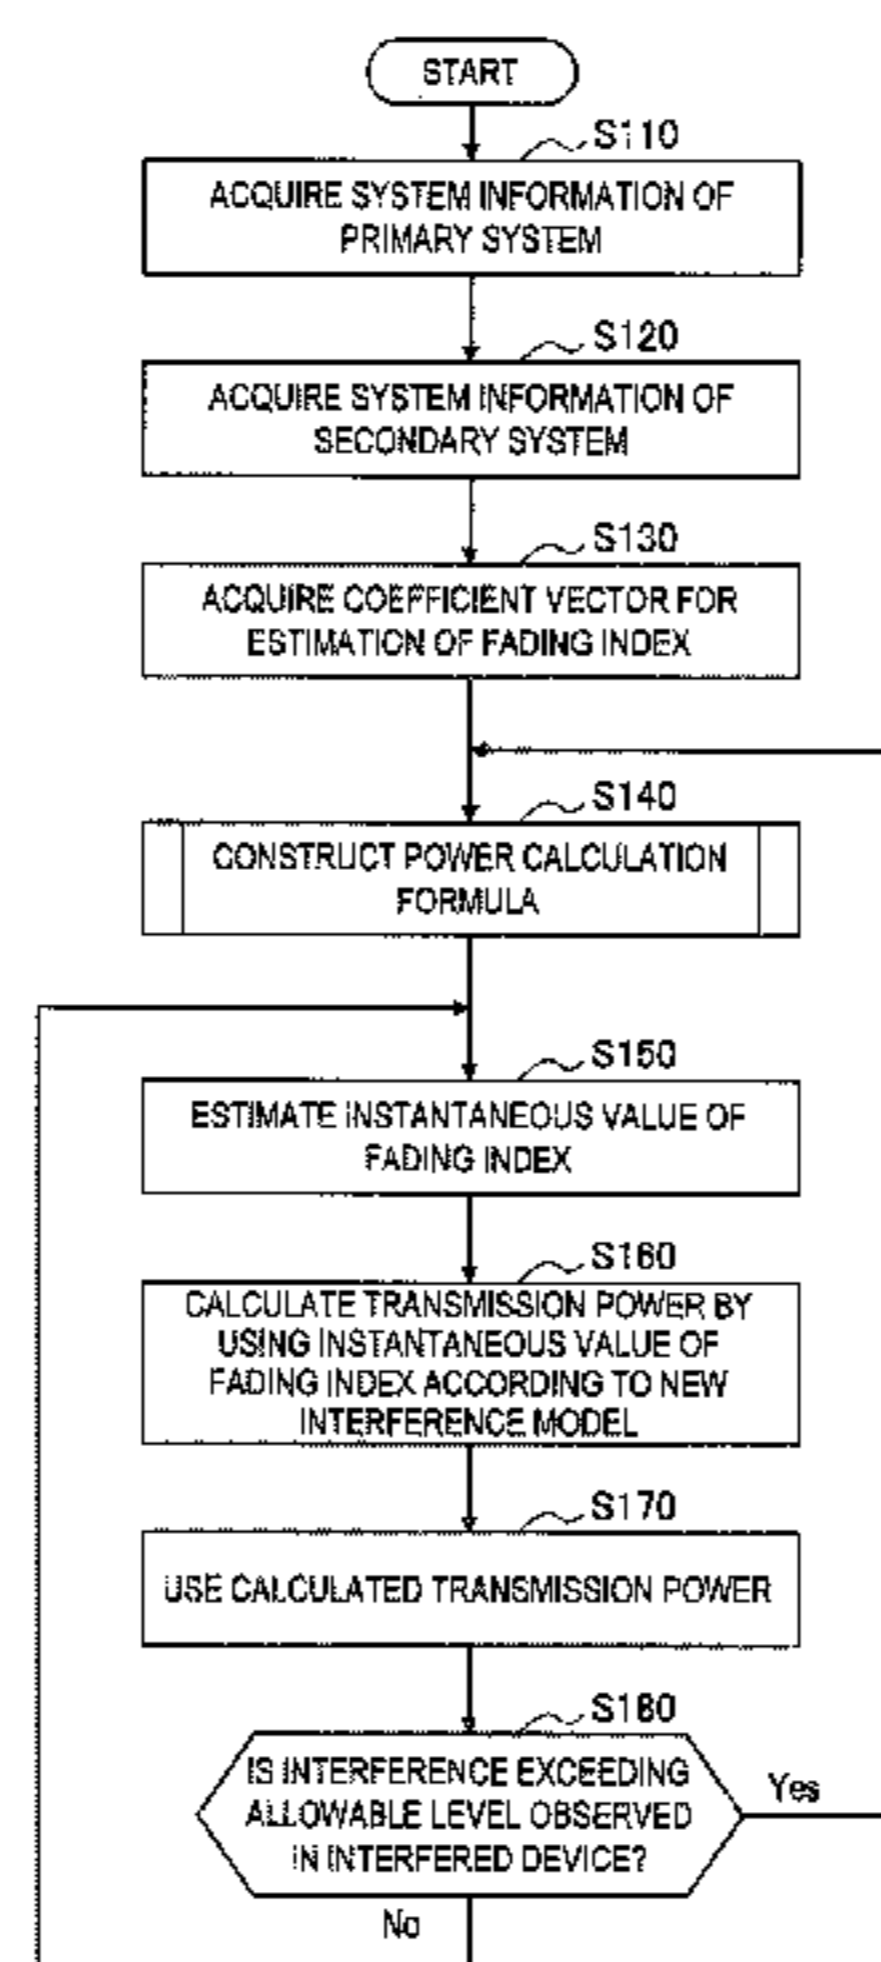 START
S110
ACQUIRE SYSTEM INFORMATION OF
PRIMARY SYSTEM
S120
ACQUIRE SYSTEM INFORMATION OF
SECONDARY SYSTEM
S130
ACQUIRE COEFFICIENT VECTOR FOR
ESTIMATION OF FADING INDEX
S140
CONSTRUCT POWER CALCULATION
FORMULA
S150
ESTIMATE INSTANTANEOUS VALUE OF
FADING INDEX
S160
CALCULATE TRANSMISSION POWER BY
USING INSTANTANEOUS VALUE OF
FADING INDEX ACCORDING TO NEW
INTERFERENCE MODEL
S170
USE CALCULATED TRANSMISSION POWER
S180
IS INTERFERENCE EXCEEDING
ALLOWABLE LEVEL OBSERVED
IN INTERFERED DEVICE?
Yes
No